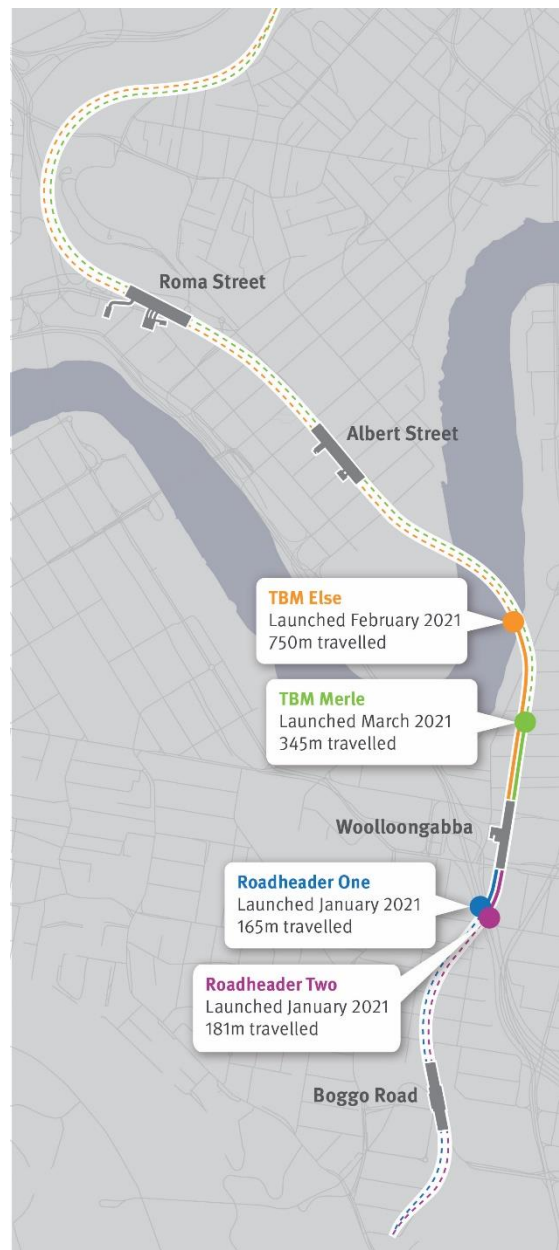 Roma Street
Albert Street
TBM Else
Launched February 2021
750m travelled
TBM Merle
Launched March 2021
345m travelled
Woolloongabba
Roadheader One
Launched January 2021
165m travelled
Roadheader Two
Launched January 2021
181m travelled
Boggo Road